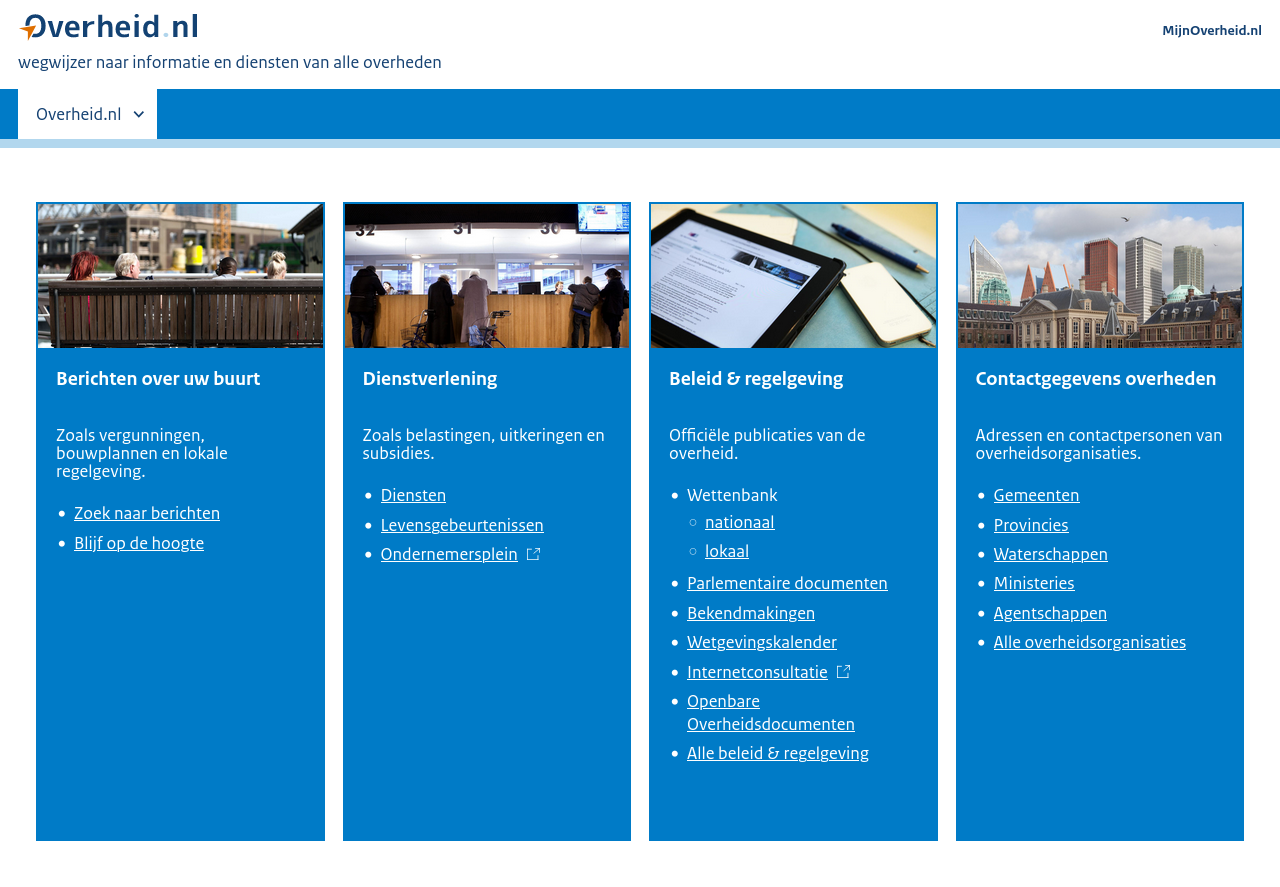 Overheid.nl
MijnOverheid.nl
wegwijzer naar informatie en diensten van alle overheden
Overheid.nl
32
31
30
Berichten over uw buurt
Zoals vergunningen,
bouwplannen en lokale
regelgeving.
Zoek naar berichten
Blijf op de hoogte
Dienstverlening
Zoals belastingen, uitkeringen en
subsidies.
Diensten
Levensgebeurtenissen
Ondernemersplein
Beleid & regelgeving
Officiële publicaties van de
overheid.
Wettenbank
nationaal
lokaal
Parlementaire documenten
Bekendmakingen
Wetgevingskalender
Internetconsultatie
Openbare
Overheidsdocumenten
Alle beleid & regelgeving
Contactgegevens overheden
Adressen en contactpersonen van
overheidsorganisaties.
Gemeenten
Provincies
Waterschappen
Ministeries
Agentschappen
Alle overheidsorganisaties